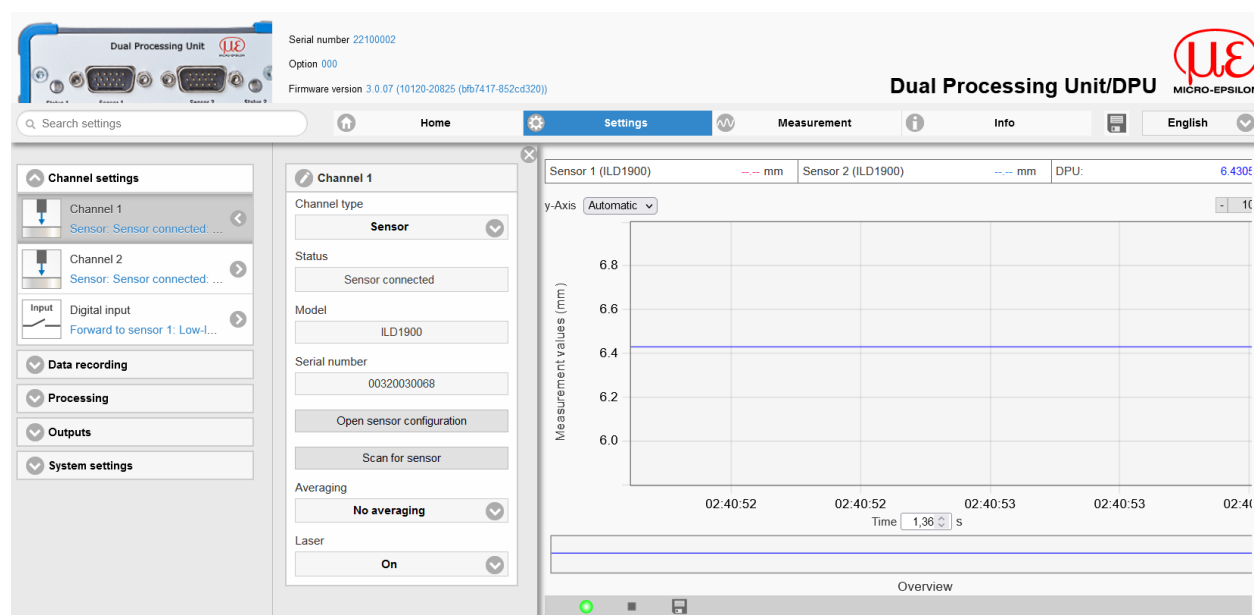 Dual Processing Unit
Serial number 22100002
Option 000
Firmware version 3.0.07 (10120-20825 (bfb7417-852cd320))
Dual Processing Unit/DPU
με
MICRO-EPSILON
Search settings
Home
Settings
Measurement
Info
English
Channel settings
Channel 1
Sensor: Sensor connected: ...
Channel 2
Sensor: Sensor connected: ...
Input
Digital input
Forward to sensor 1: Low-l...
Data recording
Processing
Outputs
System settings
Channel 1
Channel type
Sensor
Status
Sensor connected
Model
ILD1900
Serial number
00320030068
Open sensor configuration
Scan for sensor
Averaging
No averaging
Laser
On
Sensor 1 (ILD1900) --.-- mm
Sensor 2 (ILD1900) --.-- mm
DPU: 6.4305
y-Axis Automatic
- 10
Measurement values (mm)
6.8
6.6
6.4
6.2
6.0
02:40:52 02:40:52 02:40:53 02:40:53 02:40
Time 1,36 s
Overview